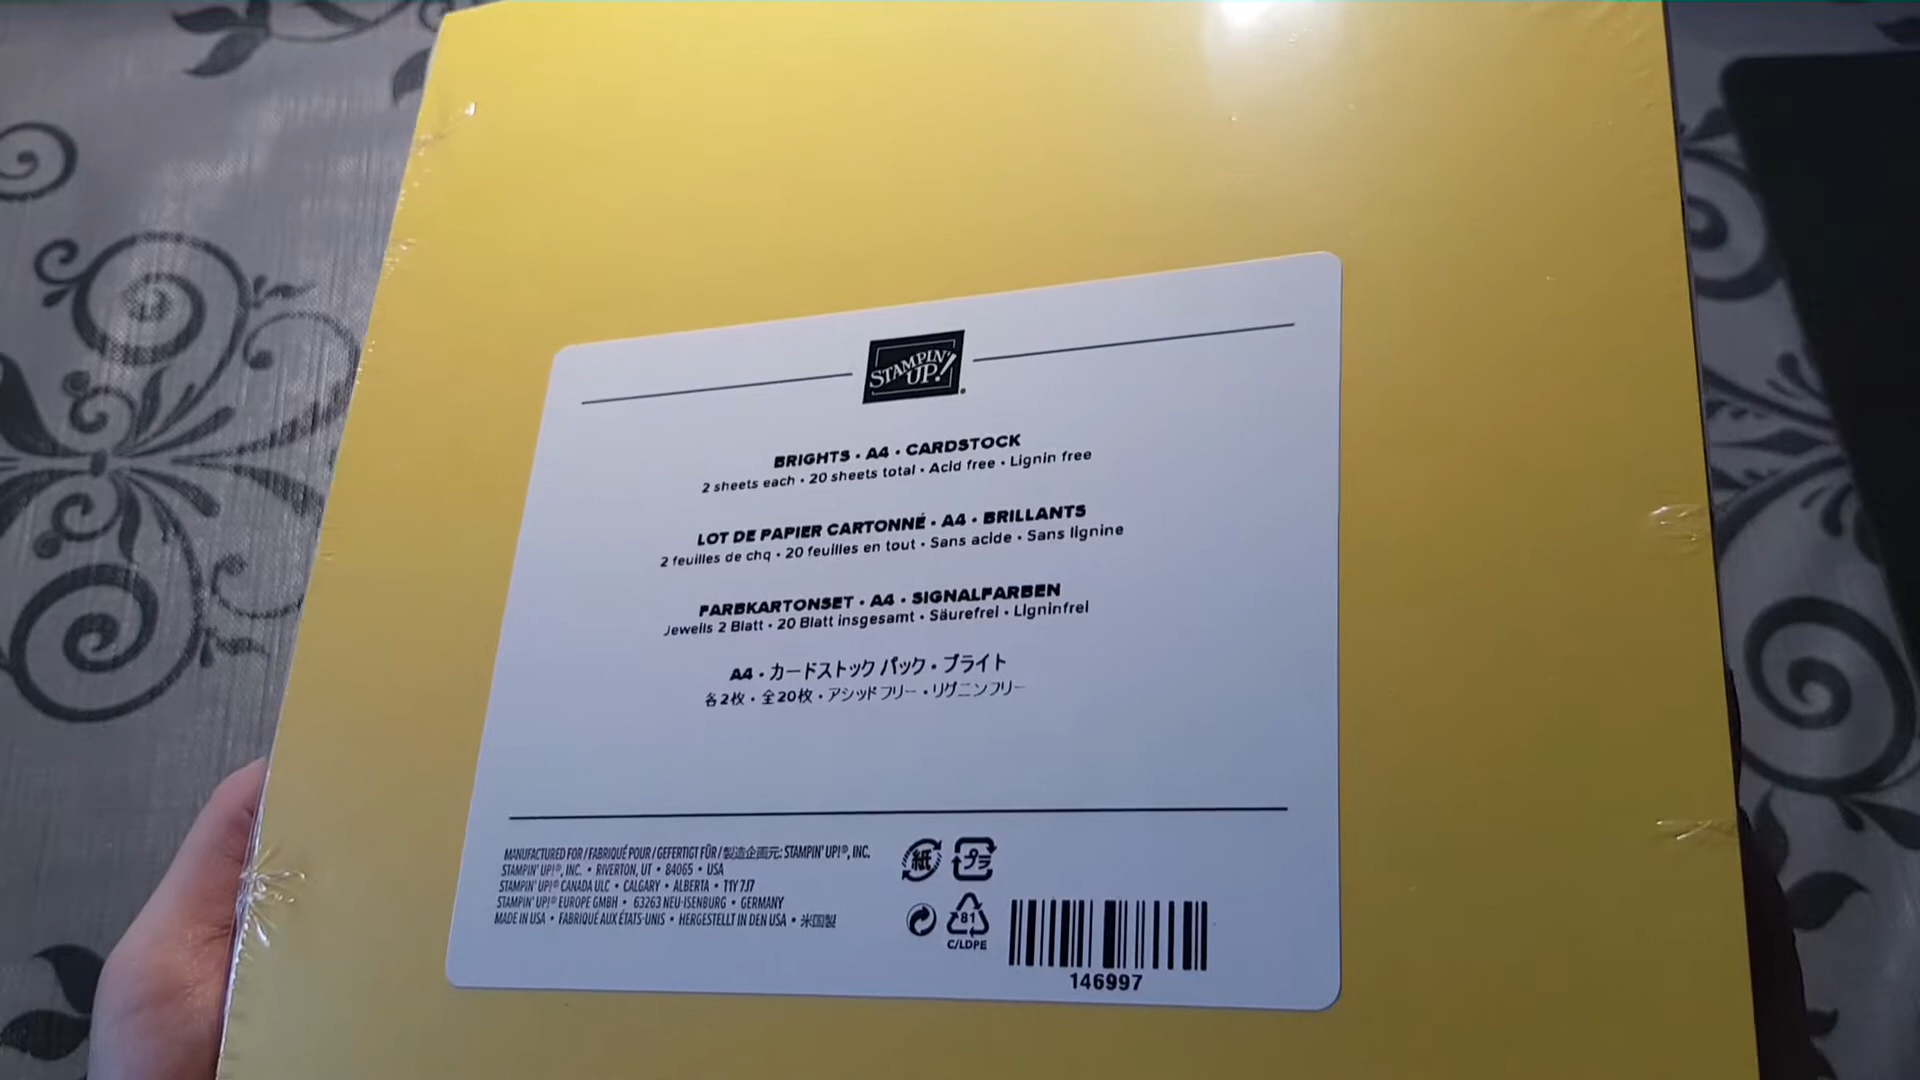 STAMPIN' UP!
BRIGHTS • A4 • CARDSTOCK
2 sheets each • 20 sheets total • Acid free • Lignin free
LOT DE PAPIER CARTONNÉ • A4 • BRILLANTS
2 feuilles de chq • 20 feuilles en tout • Sans acide • Sans lignine
FARBKARTONSET • A4 • SIGNALFARBEN
Jeweils 2 Blatt • 20 Blatt insgesamt • Säurefrei • Ligninfrei
A4・カードストック パック・ブライト
各2枚・全20枚・アシッドフリー・リグニンフリー
MANUFACTURED FOR / FABRIQUÉ POUR / GEFERTIGT FÜR / 製造企画元: STAMPIN' UP!®, INC.
STAMPIN' UP!®, INC. • RIVERTON, UT • 84065 • USA
STAMPIN' UP!® CANADA ULC • CALGARY • ALBERTA • T1Y 7J7
STAMPIN' UP!® EUROPE GMBH • 63263 NEU-ISENBURG • GERMANY
MADE IN USA • FABRIQUÉ AUX ÉTATS-UNIS • HERGESTELLT IN DEN USA • 米国製
紙 プラ
81
C/LDPE
146997